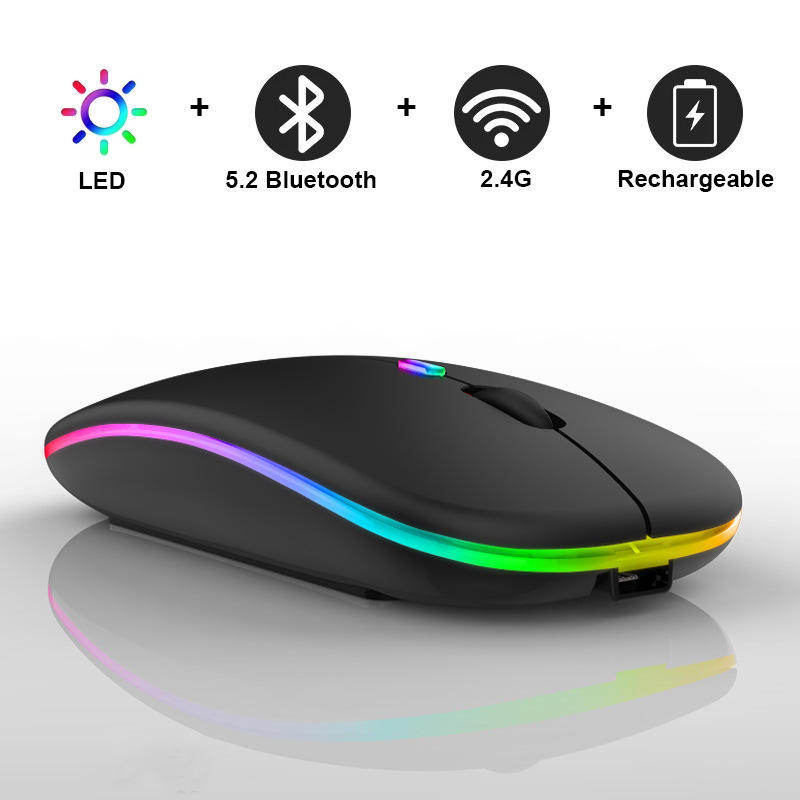 LED
+
5.2 Bluetooth
+
2.4G
+
Rechargeable